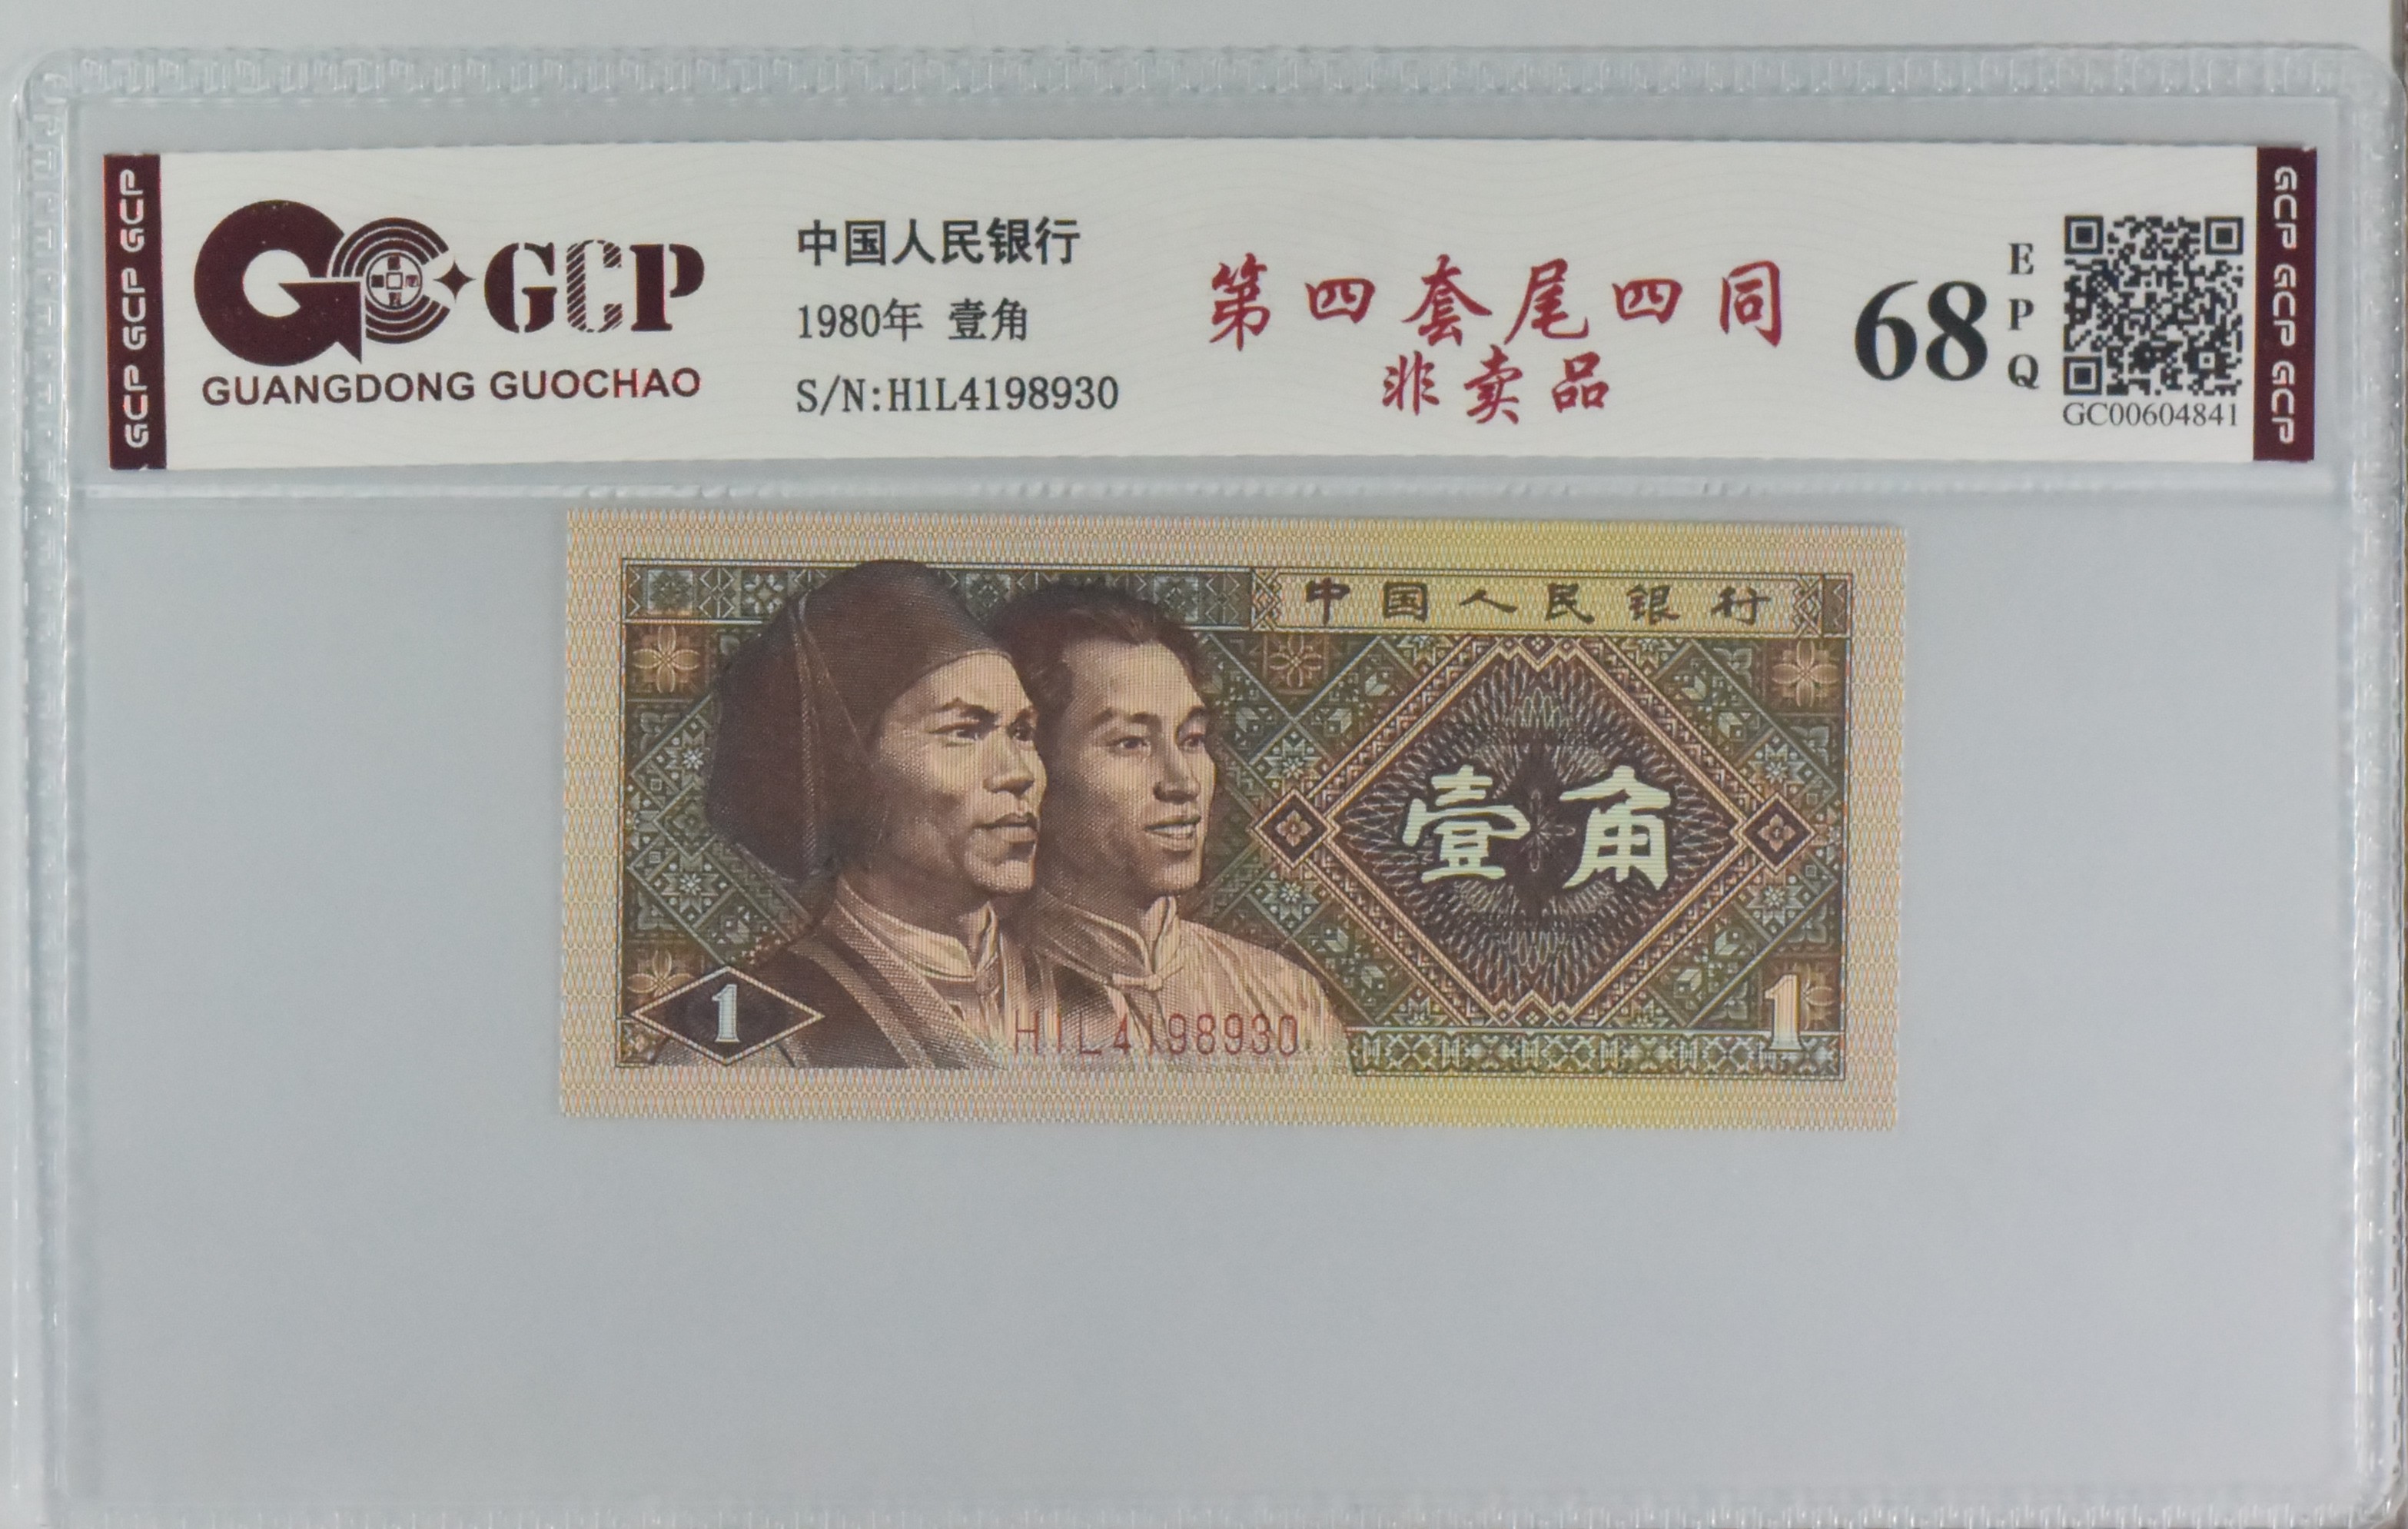 GCP GCP GCP
GCP
GUANGDONG GUOCHAO
中国人民银行
1980年 壹角
S/N:H1L4198930
第四套尾四同
非卖品
68
E
P
Q
GC00604841
GCP GCP GCP
中国人民银行
壹角
1
H1L4198930
1